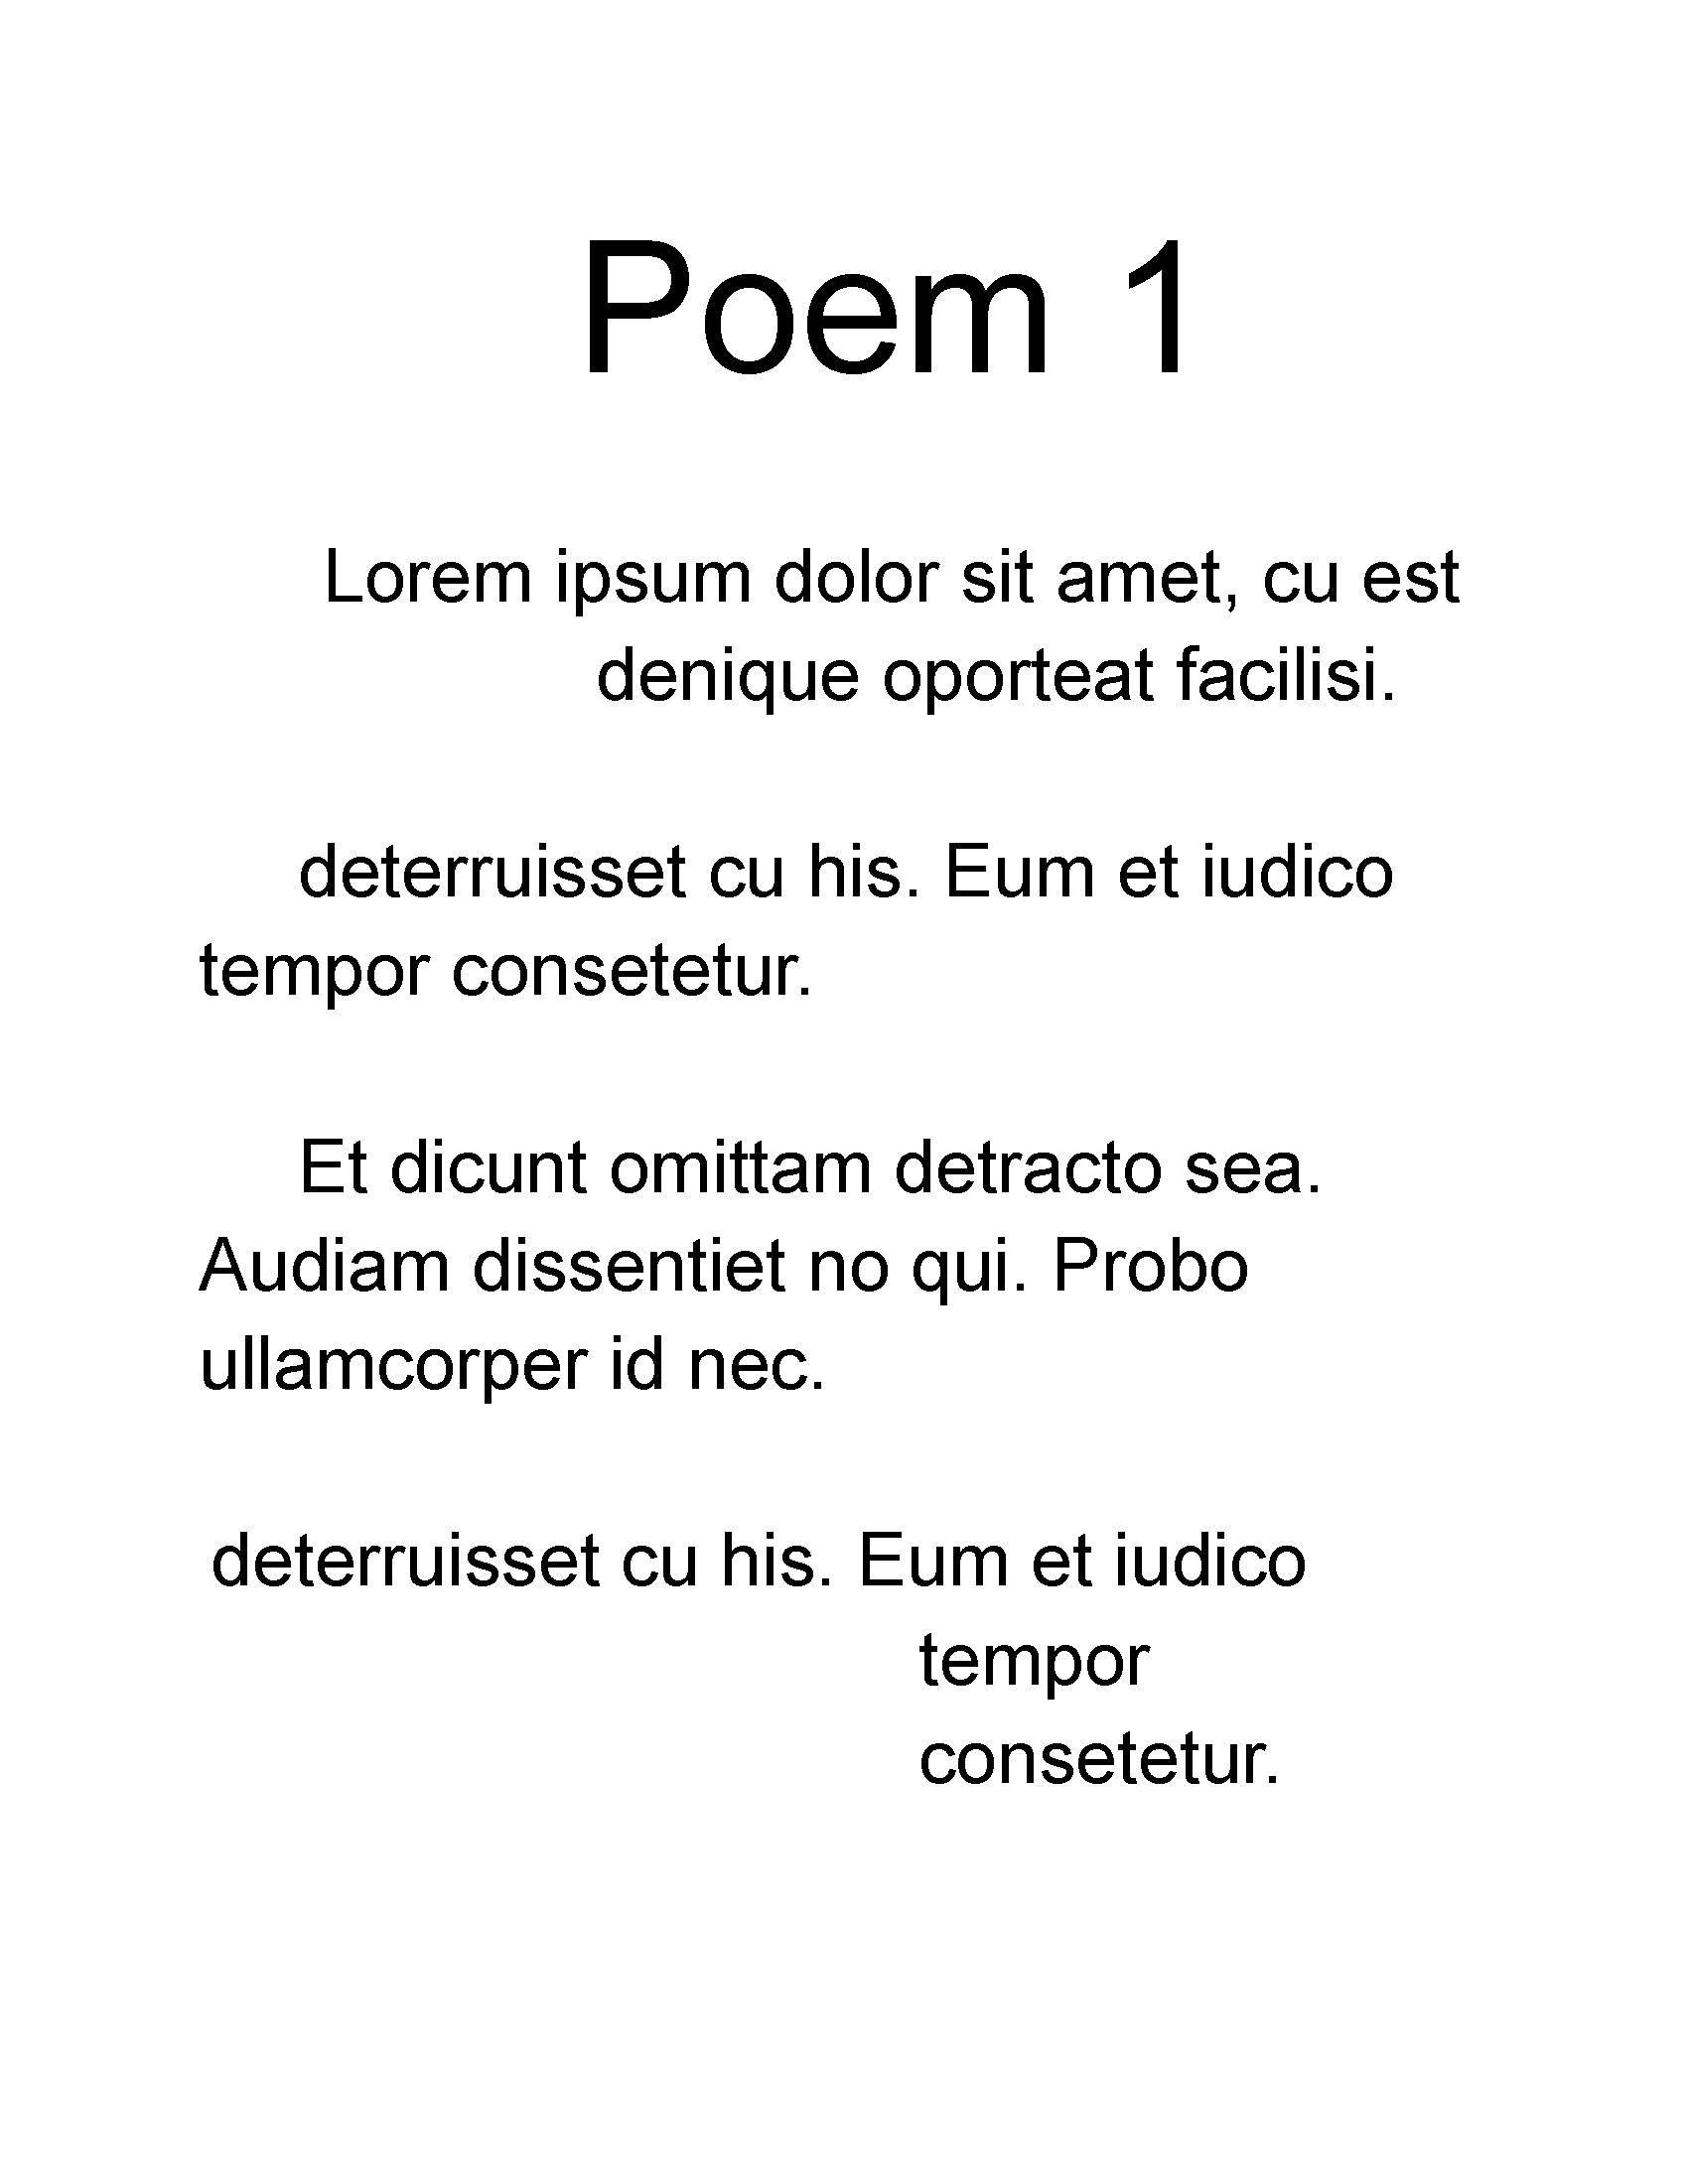 Poem 1
Lorem ipsum dolor sit amet, cu est
denique oporteat facilisi.
deterruisset cu his. Eum et iudico
tempor consetetur.
Et dicunt omittam detracto sea.
Audiam dissentiet no qui. Probo
ullamcorper id nec.
deterruisset cu his. Eum et iudico
tempor
consetetur.